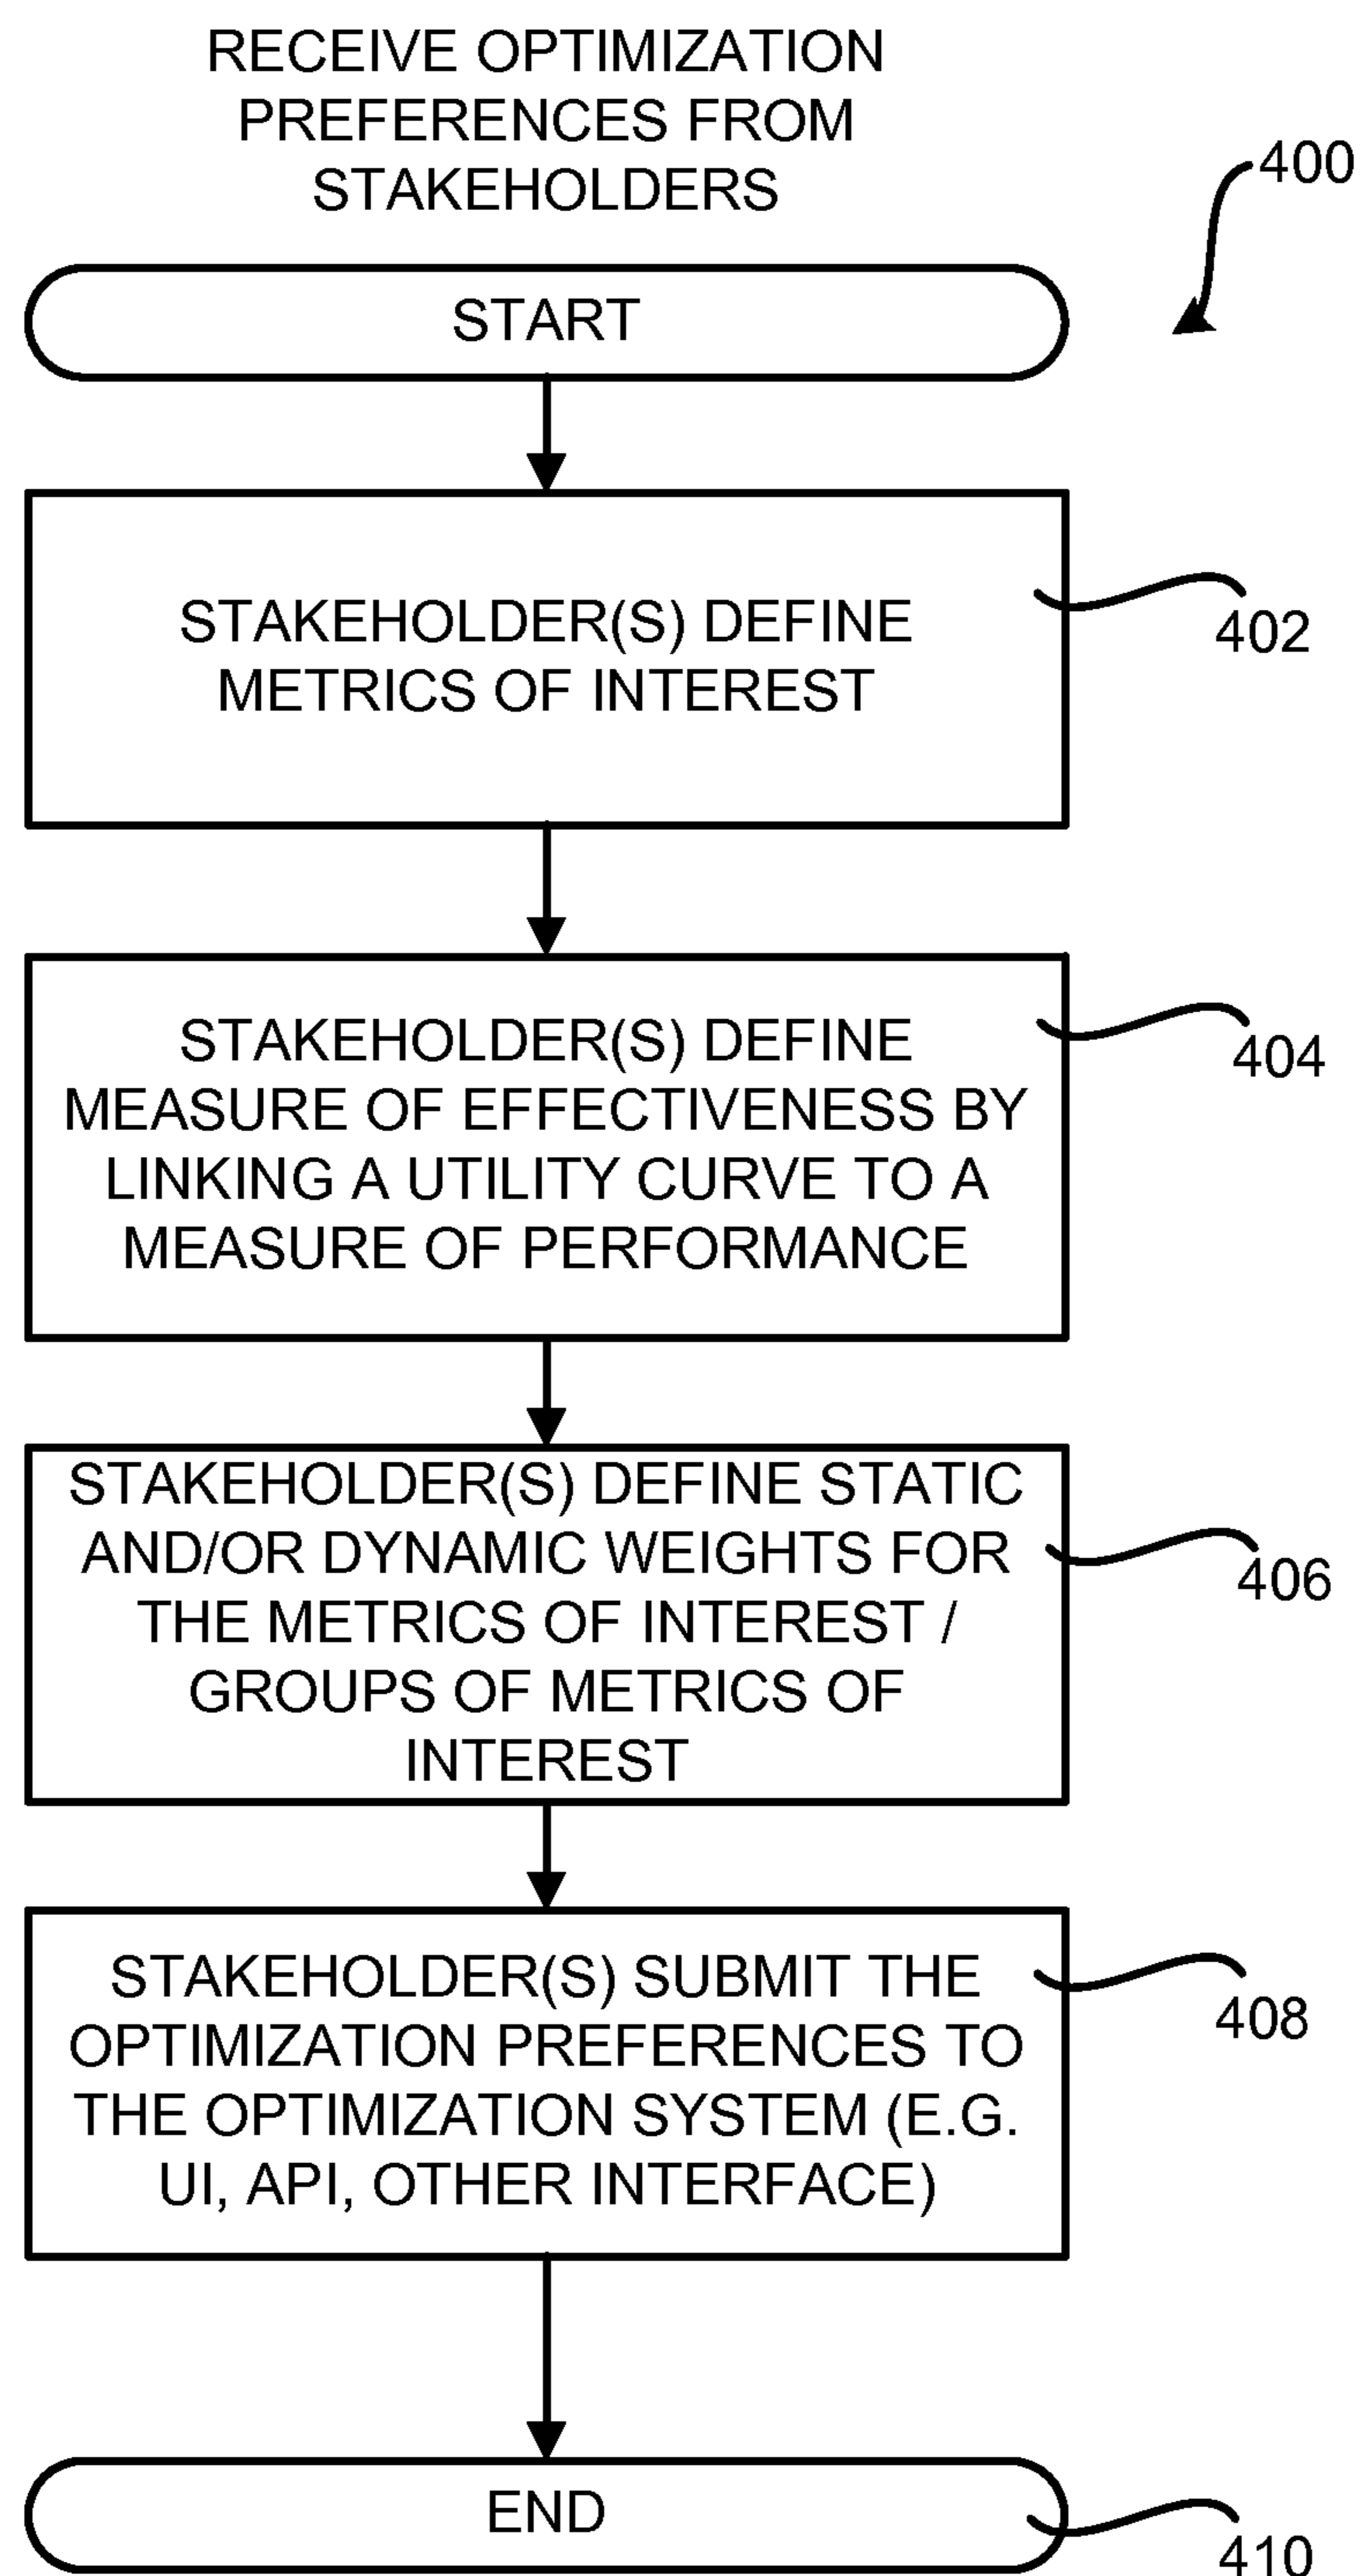 RECEIVE OPTIMIZATION
PREFERENCES FROM
STAKEHOLDERS
400
START
STAKEHOLDER(S) DEFINE
METRICS OF INTEREST
402
STAKEHOLDER(S) DEFINE
MEASURE OF EFFECTIVENESS BY
LINKING A UTILITY CURVE TO A
MEASURE OF PERFORMANCE
404
STAKEHOLDER(S) DEFINE STATIC
AND/OR DYNAMIC WEIGHTS FOR
THE METRICS OF INTEREST /
GROUPS OF METRICS OF
INTEREST
406
STAKEHOLDER(S) SUBMIT THE
OPTIMIZATION PREFERENCES TO
THE OPTIMIZATION SYSTEM (E.G.
UI, API, OTHER INTERFACE)
408
END
410